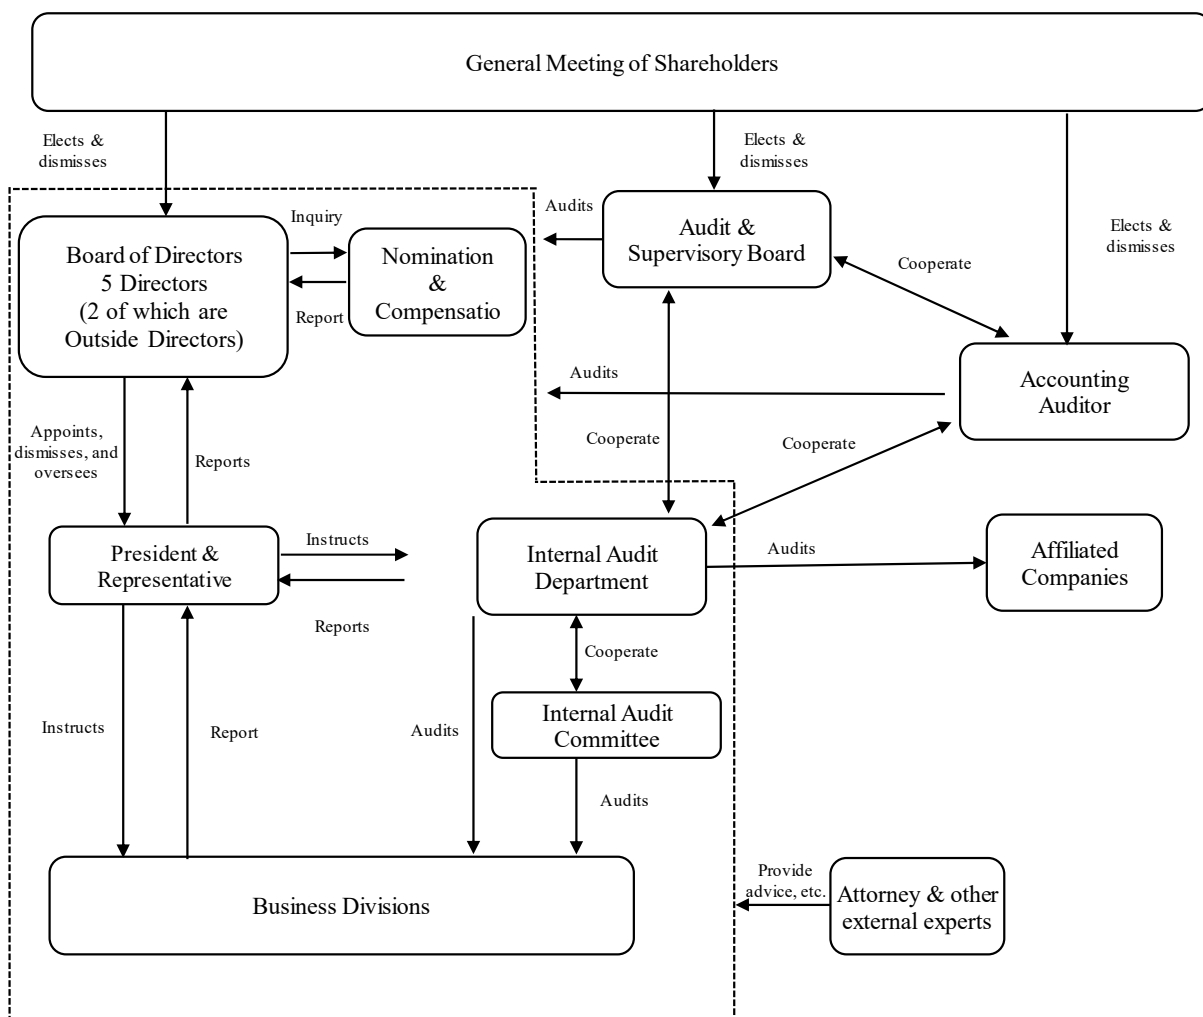 General Meeting of Shareholders
Elects &
dismisses
Elects &
dismisses
Elects &
dismisses
Board of Directors
5 Directors
(2 of which are
Outside Directors)
Inquiry
Report
Nomination
&
Compensatio
Audits
Audit &
Supervisory Board
Cooperate
Audits
Accounting
Auditor
Appoints,
dismisses, and
oversees
Reports
Cooperate
Cooperate
President &
Representative
Instructs
Reports
Internal Audit
Department
Audits
Affiliated
Companies
Cooperate
Instructs
Report
Audits
Internal Audit
Committee
Audits
Business Divisions
Provide
advice, etc.
Attorney & other
external experts